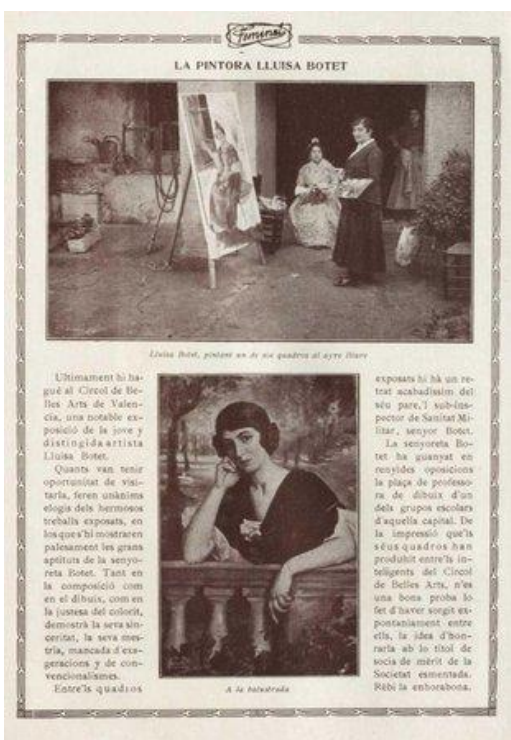 Feminal
LA PINTORA LLUISA BOTET
Lluisa Botet, pintant un de sos quadros al ayre lliure
Ultimament hi ha-
gué al Circol de Be-
lles Arts de Valen-
cia, una notable ex-
posició de la jove y
distingida artista
Lluisa Botet.
Quants van tenir
oportunitat de visi-
tarla, feren unànims
elogis dels hermosos
treballs exposats, en
los ques'hi mostraren
palesament les grans
aptituts de la senyo-
reta Botet. Tant en
la composició com
en el dibuix, com en
la justesa del colorit,
demostrà la seva sin-
ceritat, la seva mes-
tria, mancada d'exa-
geracions y de con-
vencionalismes.
Entre'ls quadros
A la balustrada
exposats hi hà un re-
trat acabadissim del
séu pare, l sub-ins-
pector de Sanitat Mi-
litar, senyor Botet.
La senyoreta Bo-
tet ha guanyat en
renyides oposicions
la plaça de professo-
ra de dibuix d'un
dels grupos escolars
d'aquella capital. De
la impressió que'ls
séus quadros han
produhit entre'ls in-
teligents del Circol
de Belles Arts, n'es
una bona proba lo
fet d'haver sorgit ex-
pontaniament entre
ells, la idea d'hon-
rarla ab lo títol de
socia de mèrit de la
Societat esmentada.
Rèbi la enhorabona.